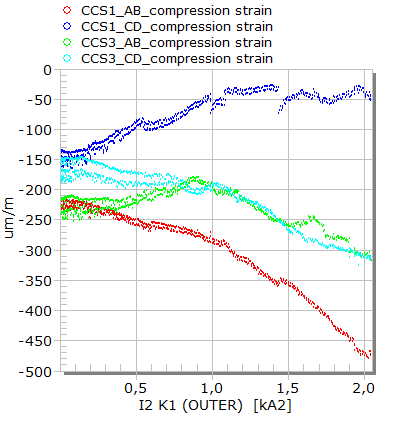 CCS1_AB_compression strain
CCS1_CD_compression strain
CCS3_AB_compression strain
CCS3_CD_compression strain
0
-50
-100
-150
-200
-250
-300
-350
-400
-450
-500
um/m
0,5 1,0 1,5 2,0
I2 K1 (OUTER) [kA2]